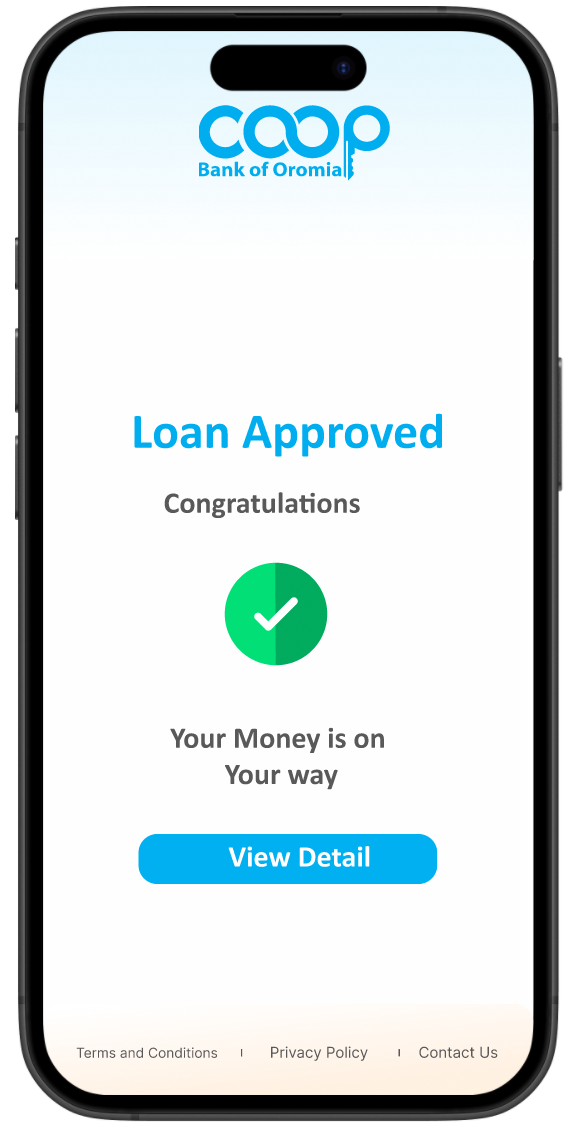 coop
Bank of Oromia
Loan Approved
Congratulations
Your Money is on
Your way
View Detail
Terms and Conditions | Privacy Policy | Contact Us